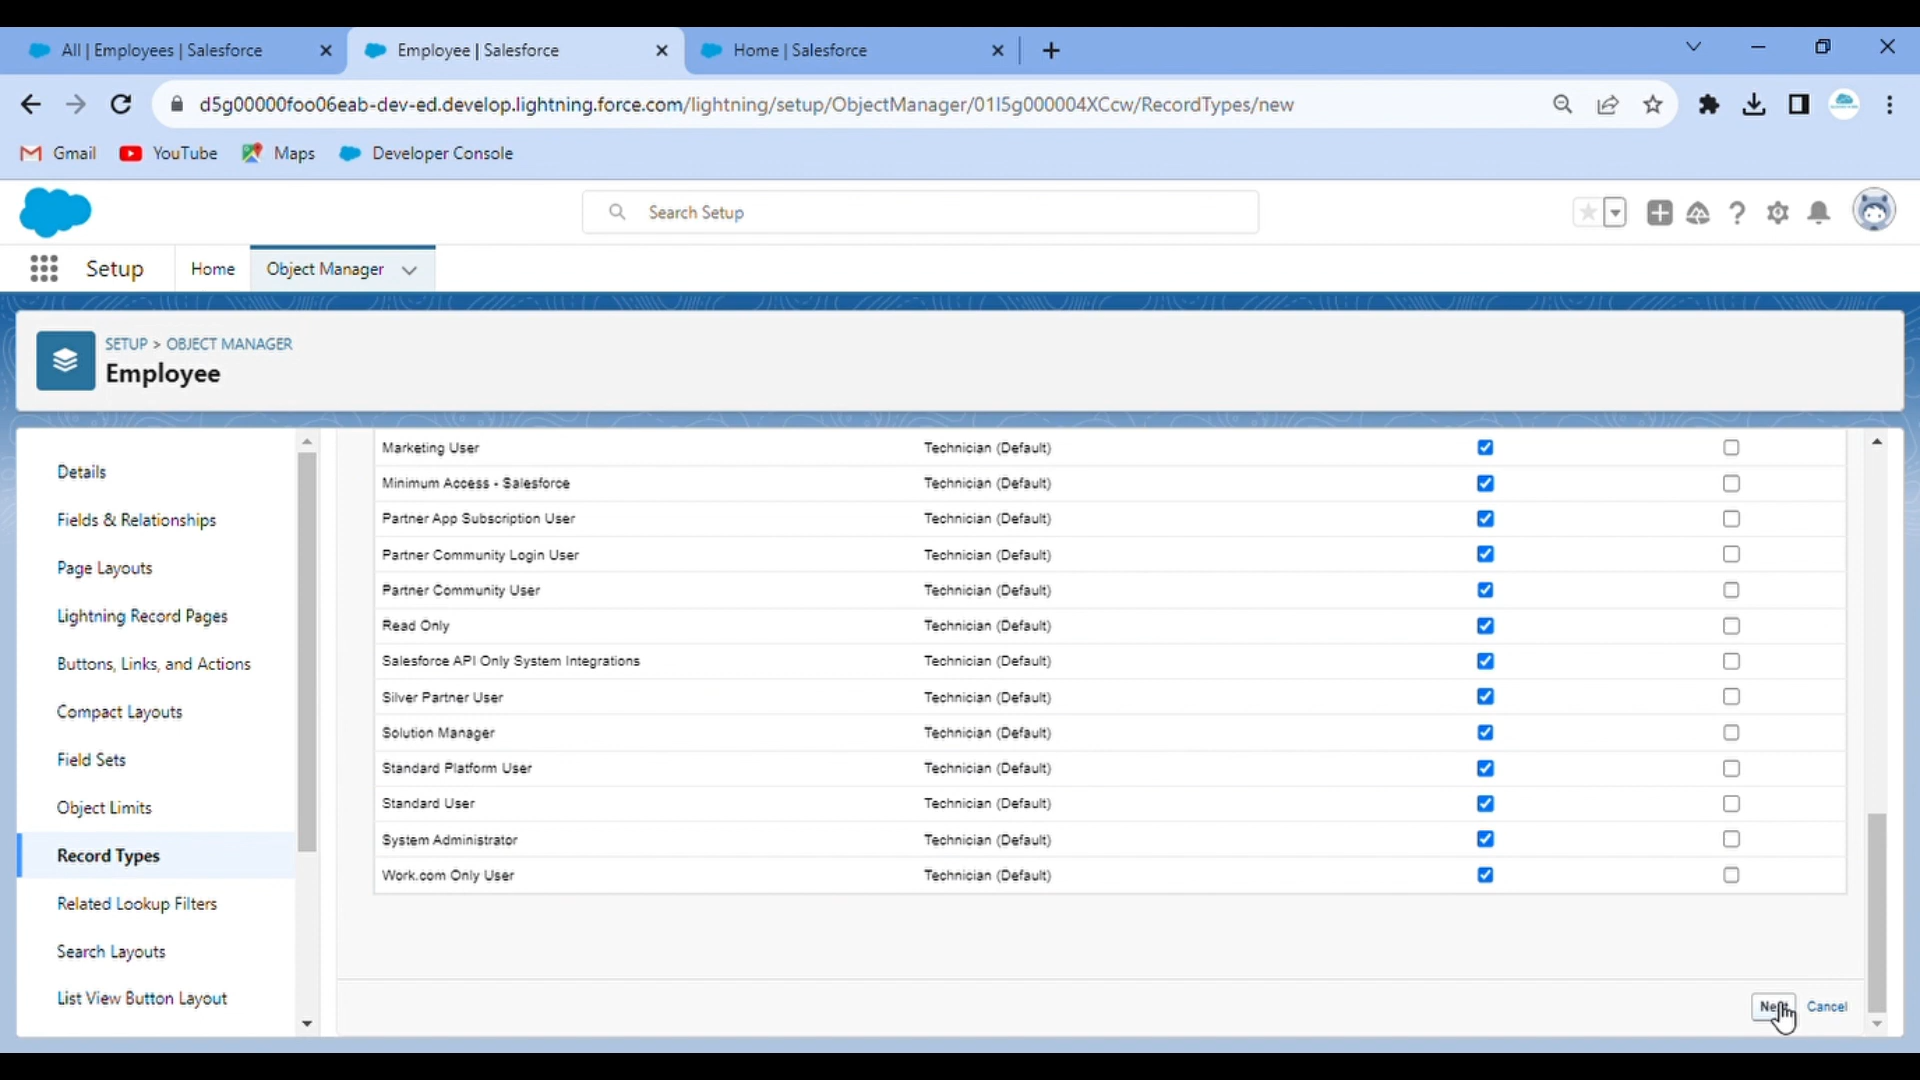 All | Employees | Salesforce
Employee | Salesforce
Home | Salesforce
d5g00000foo06eab-dev-ed.develop.lightning.force.com/lightning/setup/ObjectManager/01I5g000004XCcw/RecordTypes/new
Gmail
YouTube
Maps
Developer Console
Search Setup
Setup
Home
Object Manager
SETUP > OBJECT MANAGER
Employee
Details
Fields & Relationships
Page Layouts
Lightning Record Pages
Buttons, Links, and Actions
Compact Layouts
Field Sets
Object Limits
Record Types
Related Lookup Filters
Search Layouts
List View Button Layout
Marketing User Technician (Default)
Minimum Access - Salesforce Technician (Default)
Partner App Subscription User Technician (Default)
Partner Community Login User Technician (Default)
Partner Community User Technician (Default)
Read Only Technician (Default)
Salesforce API Only System Integrations Technician (Default)
Silver Partner User Technician (Default)
Solution Manager Technician (Default)
Standard Platform User Technician (Default)
Standard User Technician (Default)
System Administrator Technician (Default)
Work.com Only User Technician (Default)
Next Cancel